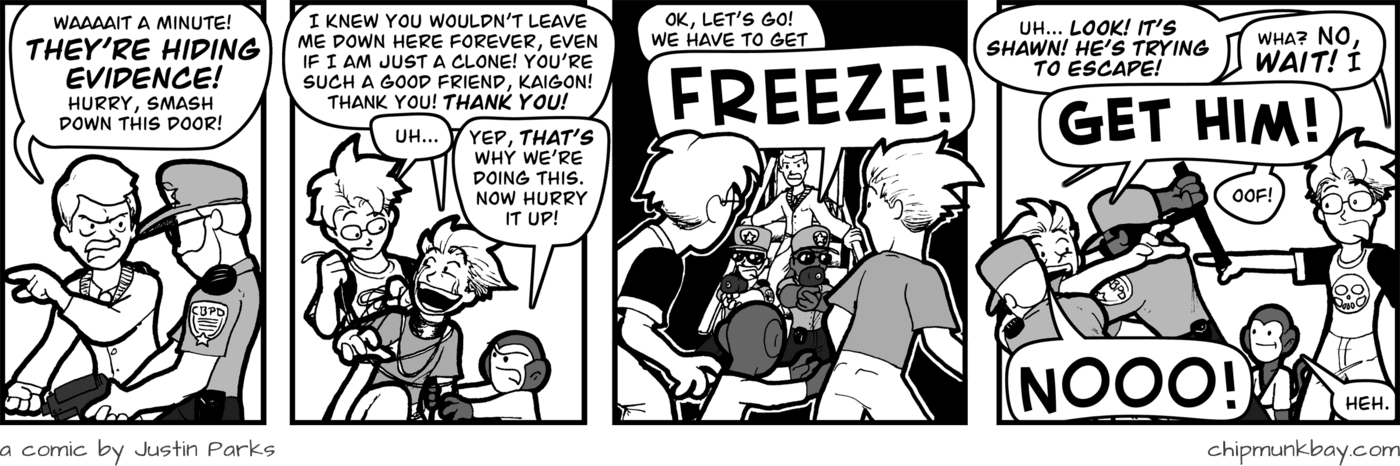 WAAAAIT A MINUTE!
THEY'RE HIDING
EVIDENCE!
HURRY, SMASH
DOWN THIS DOOR!
CBPD
I KNEW YOU WOULDN'T LEAVE
ME DOWN HERE FOREVER, EVEN
IF I AM JUST A CLONE! YOU'RE
SUCH A GOOD FRIEND, KAIGON!
THANK YOU! THANK YOU!
UH...
YEP, THAT'S
WHY WE'RE
DOING THIS.
NOW HURRY
IT UP!
OK, LET'S GO!
WE HAVE TO GET
FREEZE!
UH... LOOK! IT'S
SHAWN! HE'S TRYING
TO ESCAPE!
WHA? NO,
WAIT! I
GET HIM!
OOF!
CBPD
NOOO!
HEH.
a comic by Justin Parks
chipmunkbay.com